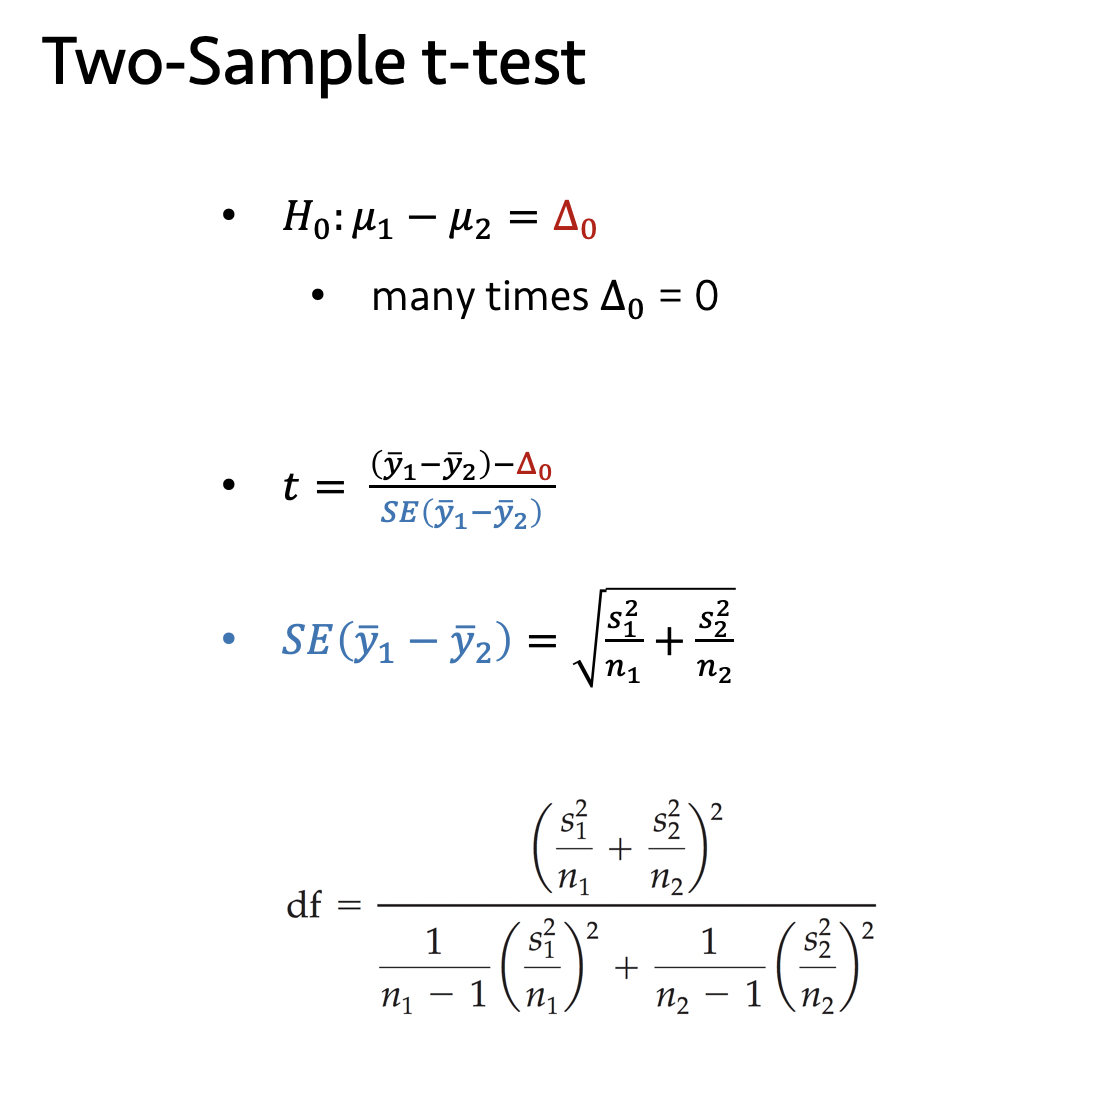 Two-Sample t-test
• H₀: μ₁ − μ₂ = Δ₀
• many times Δ₀ = 0
• t = ((ȳ₁−ȳ₂)−Δ₀) / (SE(ȳ₁−ȳ₂))
• SE(ȳ₁ − ȳ₂) = √(s₁²/n₁ + s₂²/n₂)
df = (s₁²/n₁ + s₂²/n₂)² / (1/(n₁ − 1) (s₁²/n₁)² + 1/(n₂ − 1) (s₂²/n₂)²)